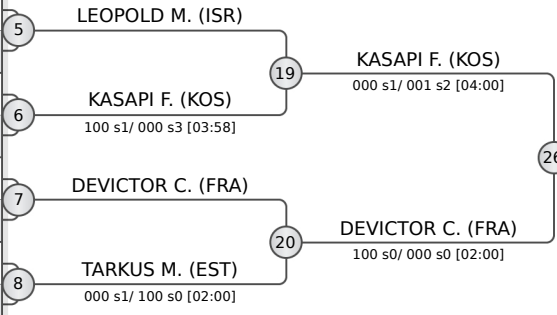 LEOPOLD M. (ISR)
5
19
KASAPI F. (KOS)
000 s1/ 001 s2 [04:00]
KASAPI F. (KOS)
6
100 s1/ 000 s3 [03:58]
26
DEVICTOR C. (FRA)
7
20
DEVICTOR C. (FRA)
100 s0/ 000 s0 [02:00]
TARKUS M. (EST)
8
000 s1/ 100 s0 [02:00]